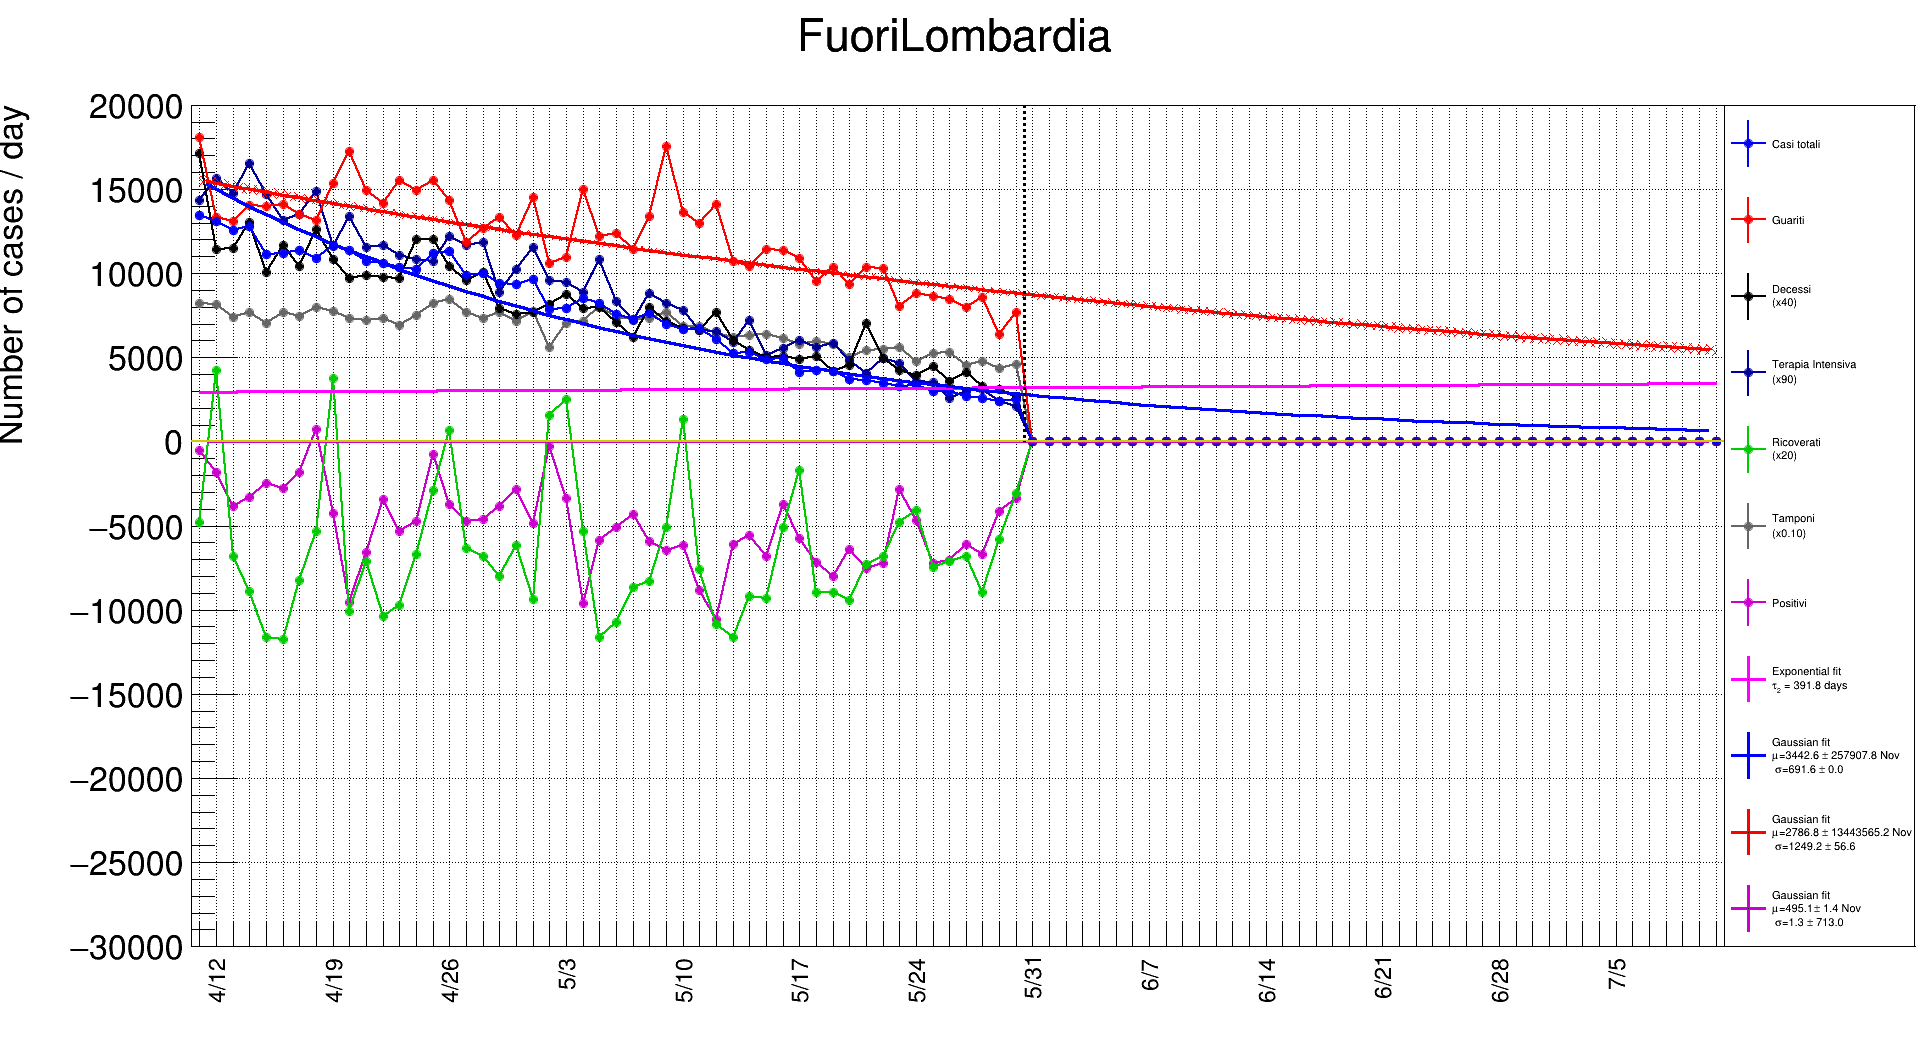 FuoriLombardia
Number of cases / day
20000
15000
10000
5000
0
−5000
−10000
−15000
−20000
−25000
−30000
4/12
4/19
4/26
5/3
5/10
5/17
5/24
5/31
6/7
6/14
6/21
6/28
7/5
Casi totali
Guariti
Decessi
(x40)
Terapia Intensiva
(x90)
Ricoverati
(x20)
Tamponi
(x0.10)
Positivi
Exponential fit
τ₂ = 391.8 days
Gaussian fit
μ=3442.6 ± 257907.8 Nov
σ=691.6 ± 0.0
Gaussian fit
μ=2786.8 ± 13443565.2 Nov
σ=1249.2 ± 56.6
Gaussian fit
μ=495.1 ± 1.4 Nov
σ=1.3 ± 713.0